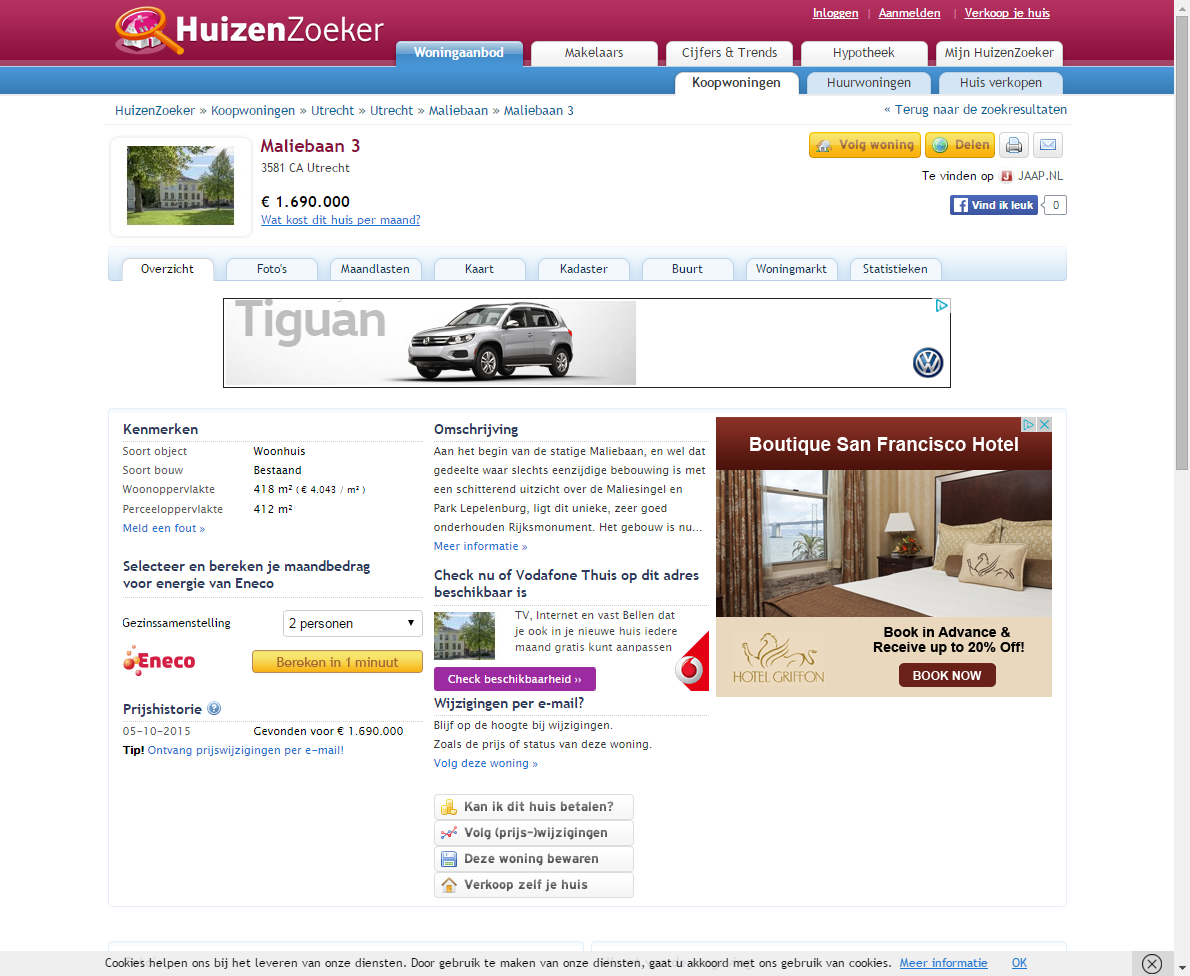 Inloggen | Aanmelden | Verkoop je huis
HuizenZoeker
Woningaanbod Makelaars Cijfers & Trends Hypotheek Mijn HuizenZoeker
Koopwoningen Huurwoningen Huis verkopen
HuizenZoeker » Koopwoningen » Utrecht » Utrecht » Maliebaan » Maliebaan 3
« Terug naar de zoekresultaten
Maliebaan 3
3581 CA Utrecht
€ 1.690.000
Wat kost dit huis per maand?
Volg woning Delen
Te vinden op JAAP.NL
Vind ik leuk 0
Overzicht Foto's Maandlasten Kaart Kadaster Buurt Woningmarkt Statistieken
Tiguan
Kenmerken
Soort object Woonhuis
Soort bouw Bestaand
Woonoppervlakte 418 m² ( € 4.043 / m² )
Perceeloppervlakte 412 m²
Meld een fout »
Selecteer en bereken je maandbedrag
voor energie van Eneco
Gezinssamenstelling 2 personen
Eneco Bereken in 1 minuut
Prijshistorie ?
05-10-2015 Gevonden voor € 1.690.000
Tip! Ontvang prijswijzigingen per e-mail!
Omschrijving
Aan het begin van de statige Maliebaan, en wel dat
gedeelte waar slechts eenzijdige bebouwing is met
een schitterend uitzicht over de Maliesingel en
Park Lepelenburg, ligt dit unieke, zeer goed
onderhouden Rijksmonument. Het gebouw is nu...
Meer informatie »
Check nu of Vodafone Thuis op dit adres
beschikbaar is
TV, Internet en vast Bellen dat
je ook in je nieuwe huis iedere
maand gratis kunt aanpassen
Check beschikbaarheid ››
Wijzigingen per e-mail?
Blijf op de hoogte bij wijzigingen.
Zoals de prijs of status van deze woning.
Volg deze woning »
Kan ik dit huis betalen?
Volg (prijs-)wijzigingen
Deze woning bewaren
Verkoop zelf je huis
Boutique San Francisco Hotel
HOTEL GRIFFON
Book in Advance &
Receive up to 20% Off!
BOOK NOW
Cookies helpen ons bij het leveren van onze diensten. Door gebruik te maken van onze diensten, gaat u akkoord met ons gebruik van cookies. Meer informatie OK